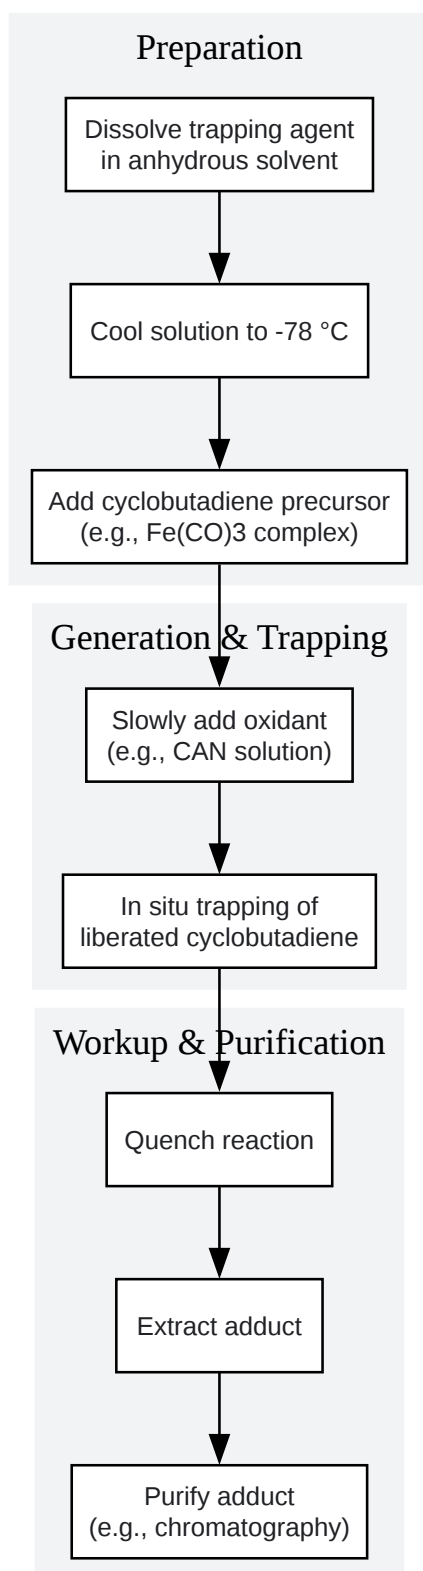 Preparation
Dissolve trapping agent
in anhydrous solvent
Cool solution to -78 °C
Add cyclobutadiene precursor
(e.g., Fe(CO)3 complex)
Generation & Trapping
Slowly add oxidant
(e.g., CAN solution)
In situ trapping of
liberated cyclobutadiene
Workup & Purification
Quench reaction
Extract adduct
Purify adduct
(e.g., chromatography)